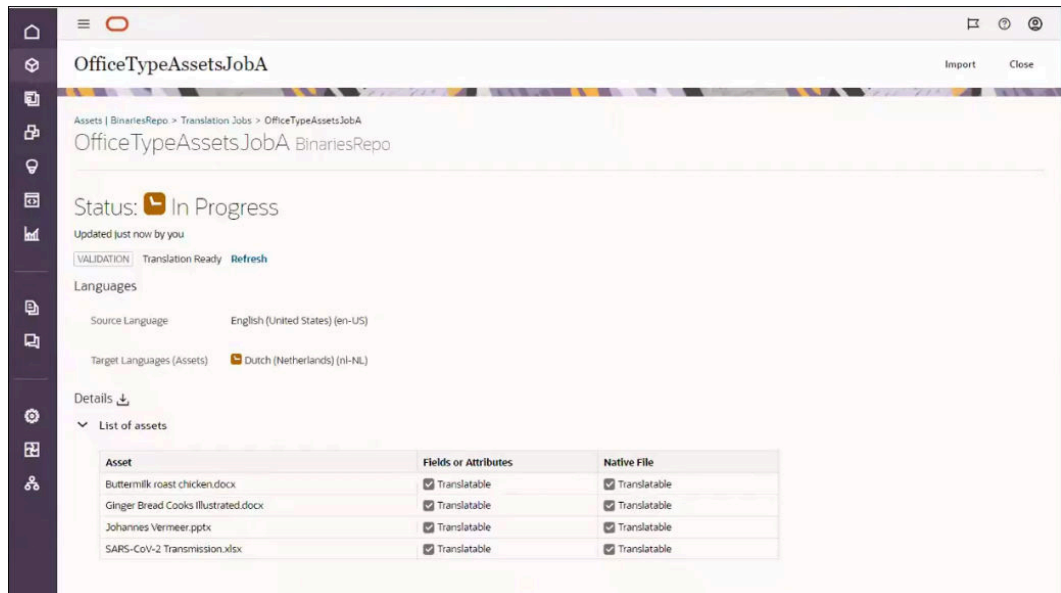 OfficeTypeAssetsJobA
Import Close
Assets | BinariesRepo > Translation Jobs > OfficeTypeAssetsJobA
OfficeTypeAssetsJobA BinariesRepo
Status: In Progress
Updated just now by you
VALIDATION Translation Ready Refresh
Languages
Source Language English (United States) (en-US)
Target Languages (Assets) Dutch (Netherlands) (nl-NL)
Details
List of assets
Asset Fields or Attributes Native File
Buttermilk roast chicken.docx Translatable Translatable
Ginger Bread Cooks Illustrated.docx Translatable Translatable
Johannes Vermeer.pptx Translatable Translatable
SARS-CoV-2 Transmission.xlsx Translatable Translatable